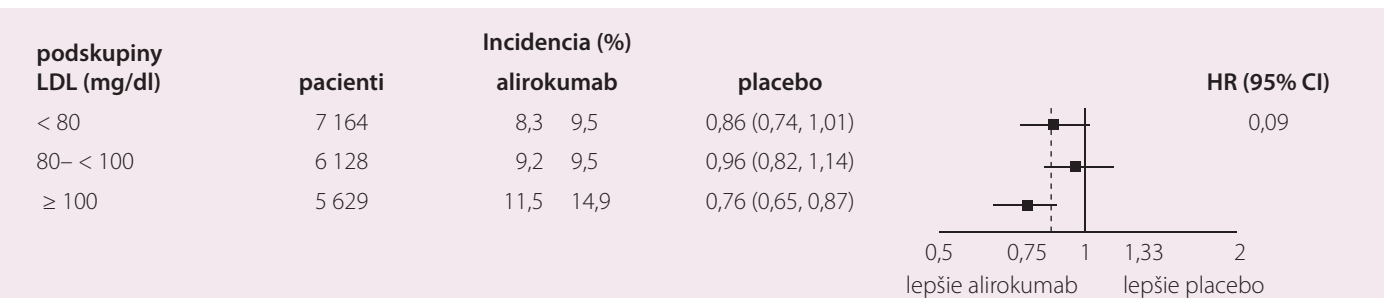 podskupiny Incidencia (%)
LDL (mg/dl) pacienti alirokumab placebo HR (95% CI)
< 80 7 164 8,3 9,5 0,86 (0,74, 1,01) 0,09
80– < 100 6 128 9,2 9,5 0,96 (0,82, 1,14)
≥ 100 5 629 11,5 14,9 0,76 (0,65, 0,87)
0,5 0,75 1 1,33 2
lepšie alirokumab lepšie placebo